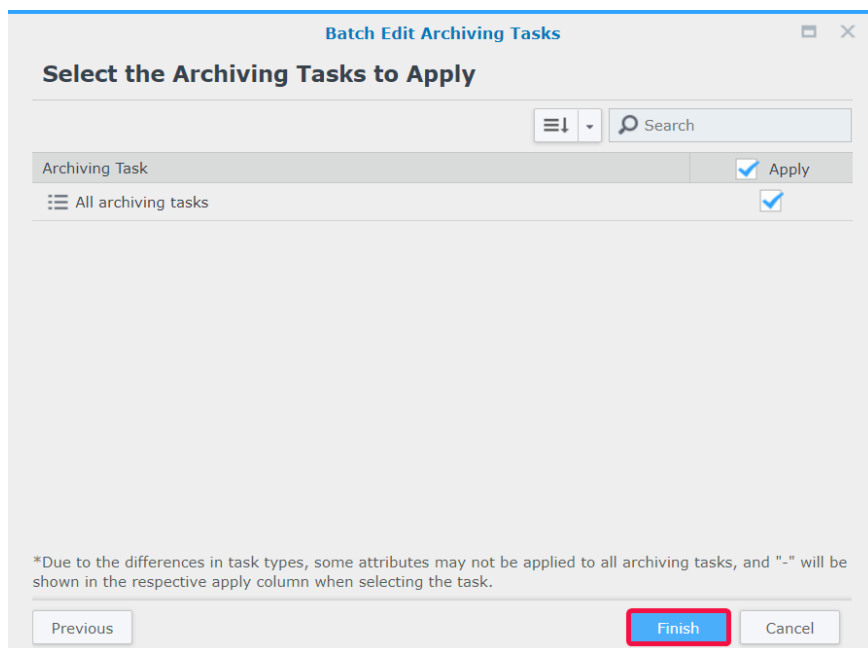 Batch Edit Archiving Tasks
Select the Archiving Tasks to Apply
Search
Archiving Task Apply
All archiving tasks
*Due to the differences in task types, some attributes may not be applied to all archiving tasks, and "-" will be
shown in the respective apply column when selecting the task.
Previous Finish Cancel